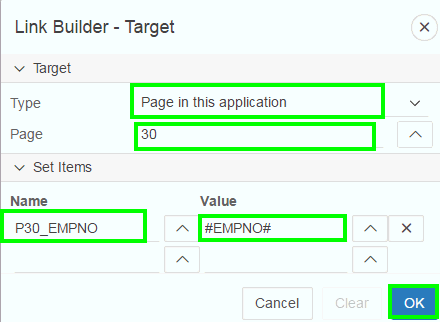 Link Builder - Target
Target
Type Page in this application
Page 30
Set Items
Name Value
P30_EMPNO #EMPNO#
Cancel Clear OK